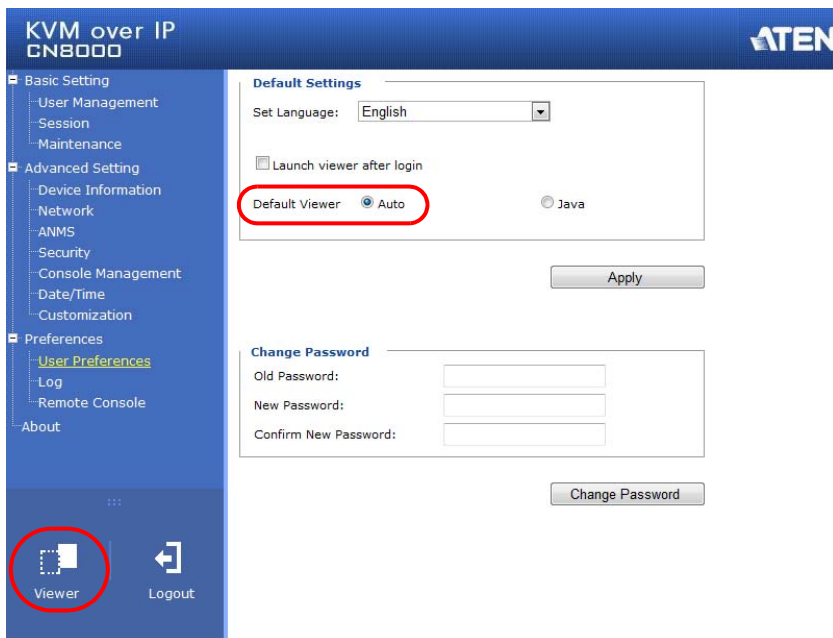 KVM over IP
CN8000
ATEN
Basic Setting
User Management
Session
Maintenance
Advanced Setting
Device Information
Network
ANMS
Security
Console Management
Date/Time
Customization
Preferences
User Preferences
Log
Remote Console
About
Viewer
Logout
Default Settings
Set Language: English
Launch viewer after login
Default Viewer Auto Java
Apply
Change Password
Old Password:
New Password:
Confirm New Password:
Change Password